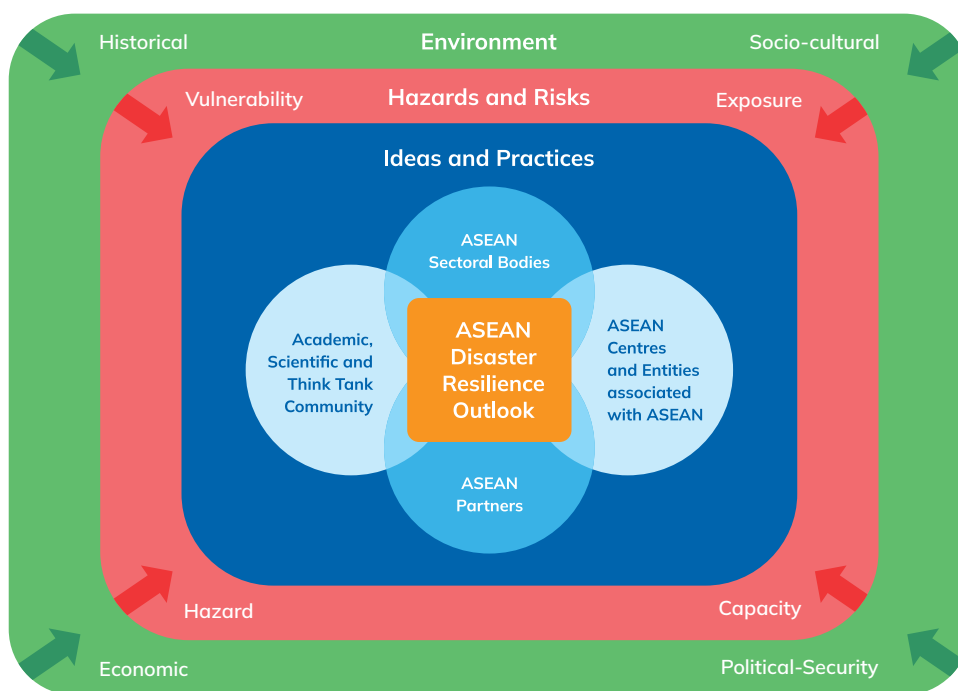 Historical
Environment
Socio-cultural
Vulnerability
Hazards and Risks
Exposure
Ideas and Practices
ASEAN
Sectoral Bodies
Academic,
Scientific and
Think Tank
Community
ASEAN
Disaster
Resilience
Outlook
ASEAN
Centres
and Entities
associated
with ASEAN
ASEAN
Partners
Hazard
Capacity
Economic
Political-Security